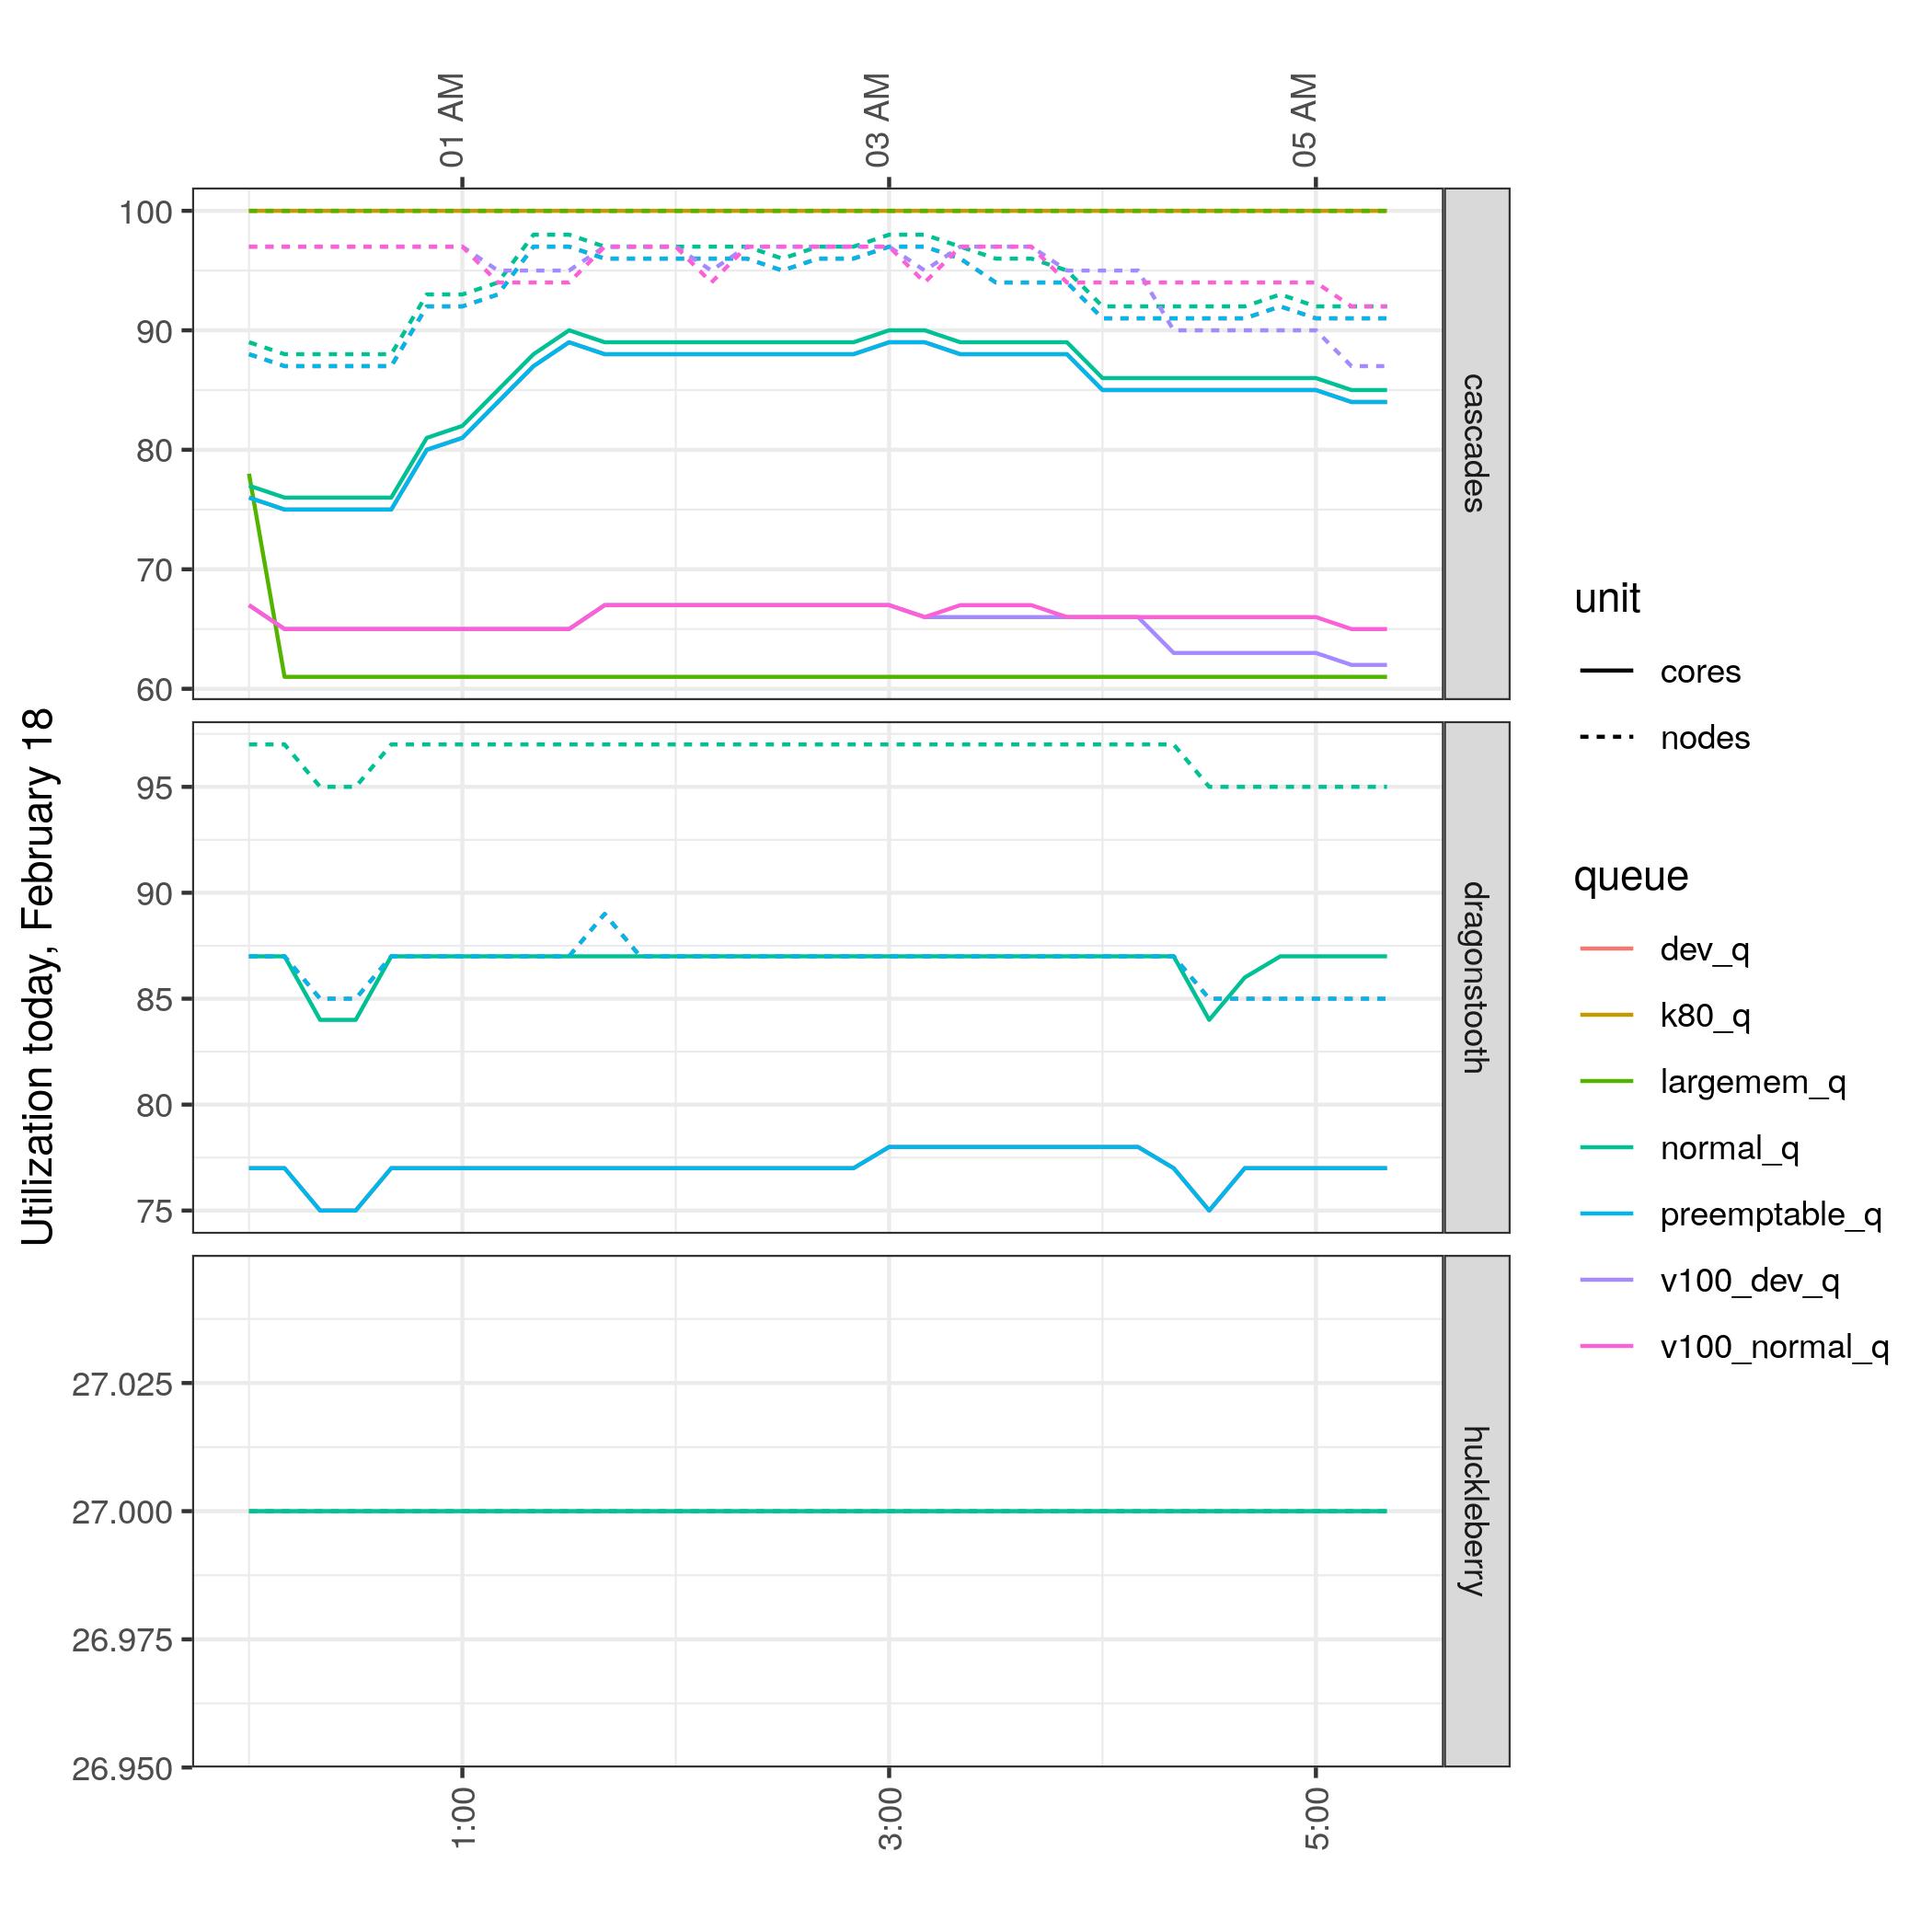 01 AM
03 AM
05 AM
Utilization today, February 18
100
90
80
70
60
cascades
95
90
85
80
75
dragonstooth
27.025
27.000
26.975
26.950
huckleberry
1:00
3:00
5:00
unit
cores
nodes
queue
dev_q
k80_q
largemem_q
normal_q
preemptable_q
v100_dev_q
v100_normal_q